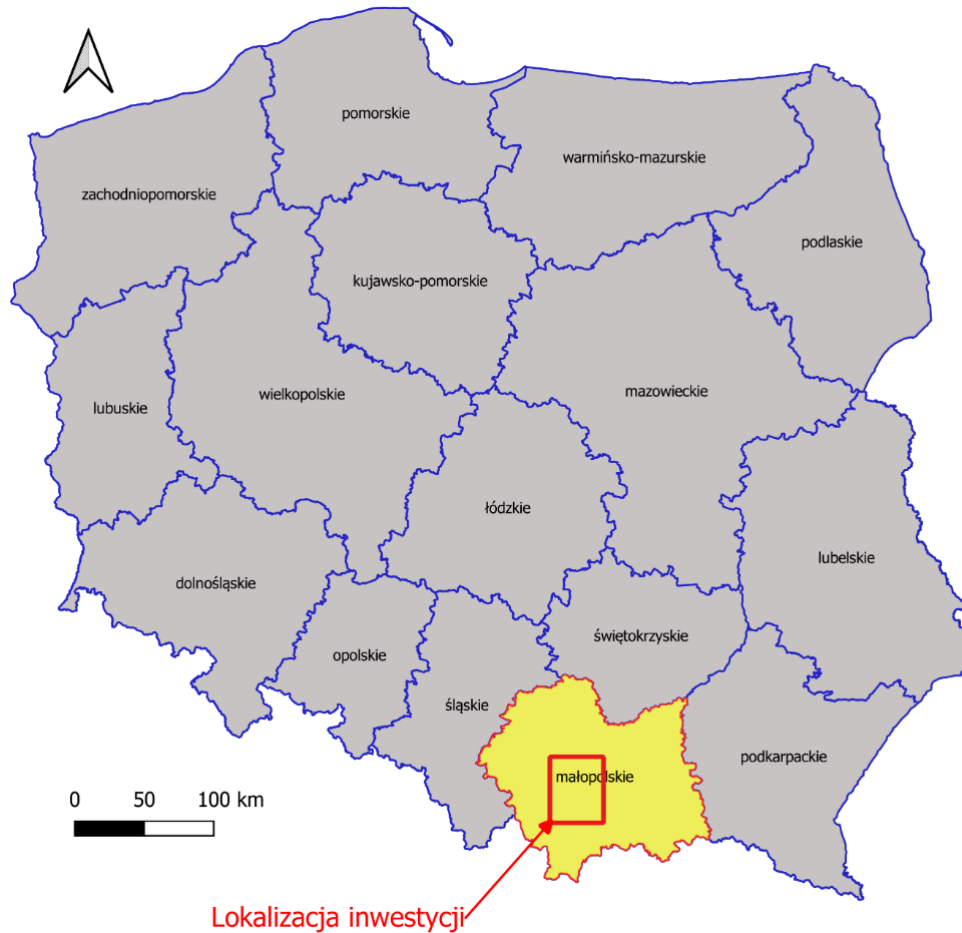 pomorskie
warmińsko-mazurskie
zachodniopomorskie
podlaskie
kujawsko-pomorskie
wielkopolskie
mazowieckie
lubuskie
łódzkie
lubelskie
dolnośląskie
świętokrzyskie
opolskie
śląskie
podkarpackie
małopolskie
0 50 100 km
Lokalizacja inwestycji